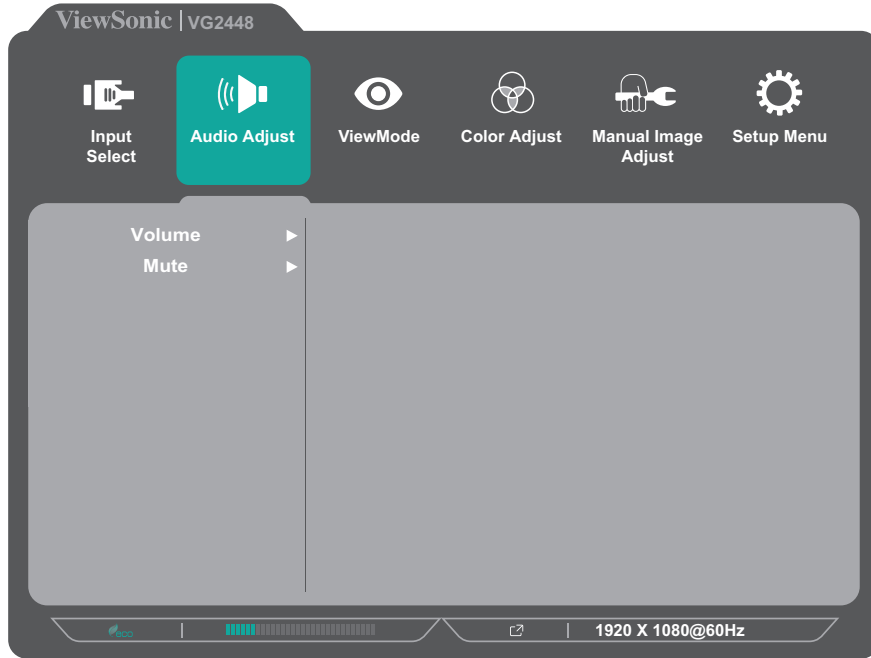 ViewSonic | VG2448
Input Select
Audio Adjust
ViewMode
Color Adjust
Manual Image Adjust
Setup Menu
Volume
Mute
eco
1920 X 1080@60Hz